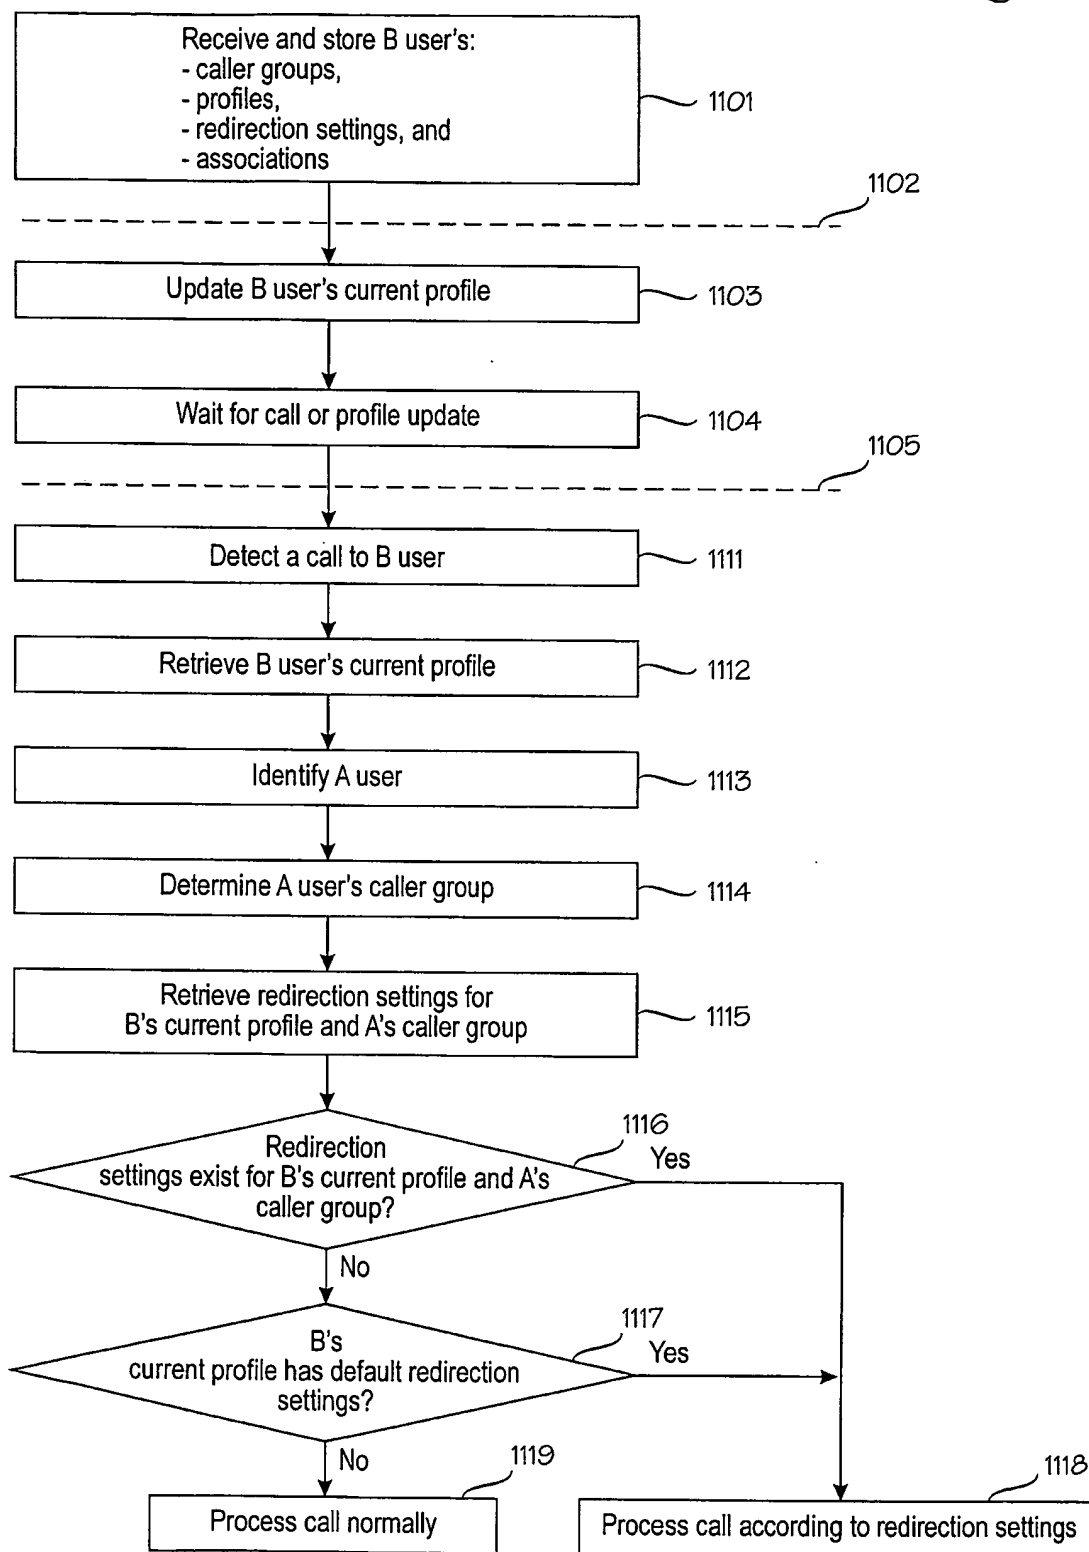 Receive and store B user's:
- caller groups,
- profiles,
- redirection settings, and
- associations
1101
1102
Update B user's current profile
1103
Wait for call or profile update
1104
1105
Detect a call to B user
1111
Retrieve B user's current profile
1112
Identify A user
1113
Determine A user's caller group
1114
Retrieve redirection settings for
B's current profile and A's caller group
1115
1116
Redirection
settings exist for B's current profile and A's
caller group?
Yes
No
1117
B's
current profile has default redirection
settings?
Yes
No
1119
Process call normally
1118
Process call according to redirection settings